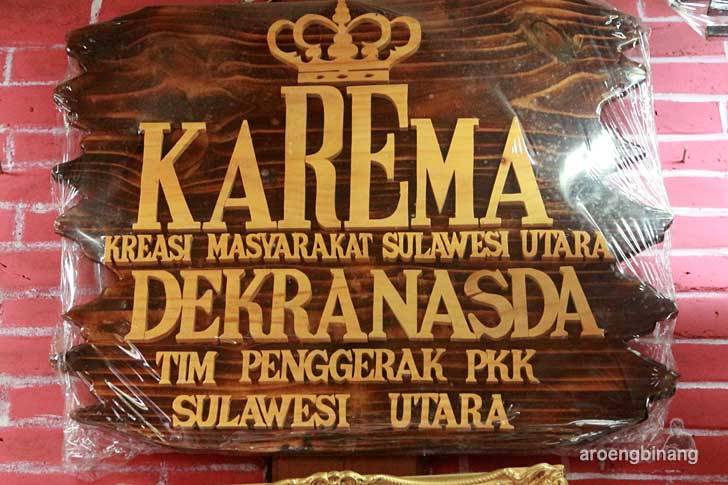 KAREMA
KREASI MASYARAKAT SULAWESI UTARA
DEKRANASDA
TIM PENGGERAK PKK
SULAWESI UTARA
aroengbinang